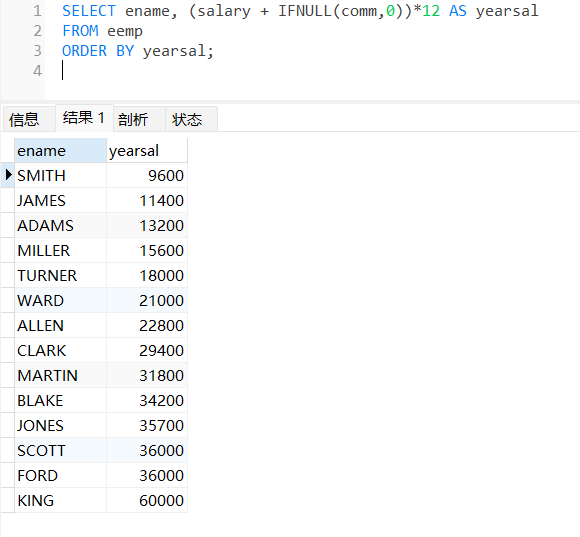 1 SELECT ename, (salary + IFNULL(comm,0))*12 AS yearsal
2 FROM eemp
3 ORDER BY yearsal;
4
信息 结果 1 剖析 状态
ename yearsal
SMITH 9600
JAMES 11400
ADAMS 13200
MILLER 15600
TURNER 18000
WARD 21000
ALLEN 22800
CLARK 29400
MARTIN 31800
BLAKE 34200
JONES 35700
SCOTT 36000
FORD 36000
KING 60000